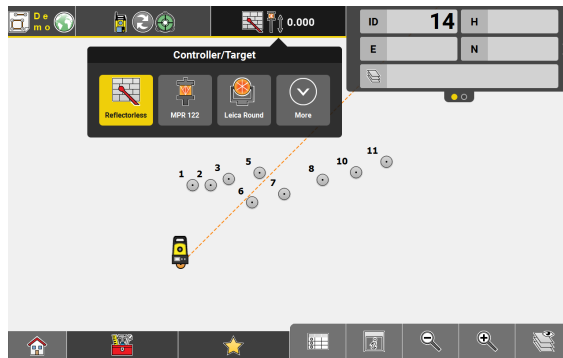 De
mo
0.000
ID 14 H
E N
Controller/Target
Reflectorless MPR 122 Leica Round More
11
10
5
3
8
1 2
7
6